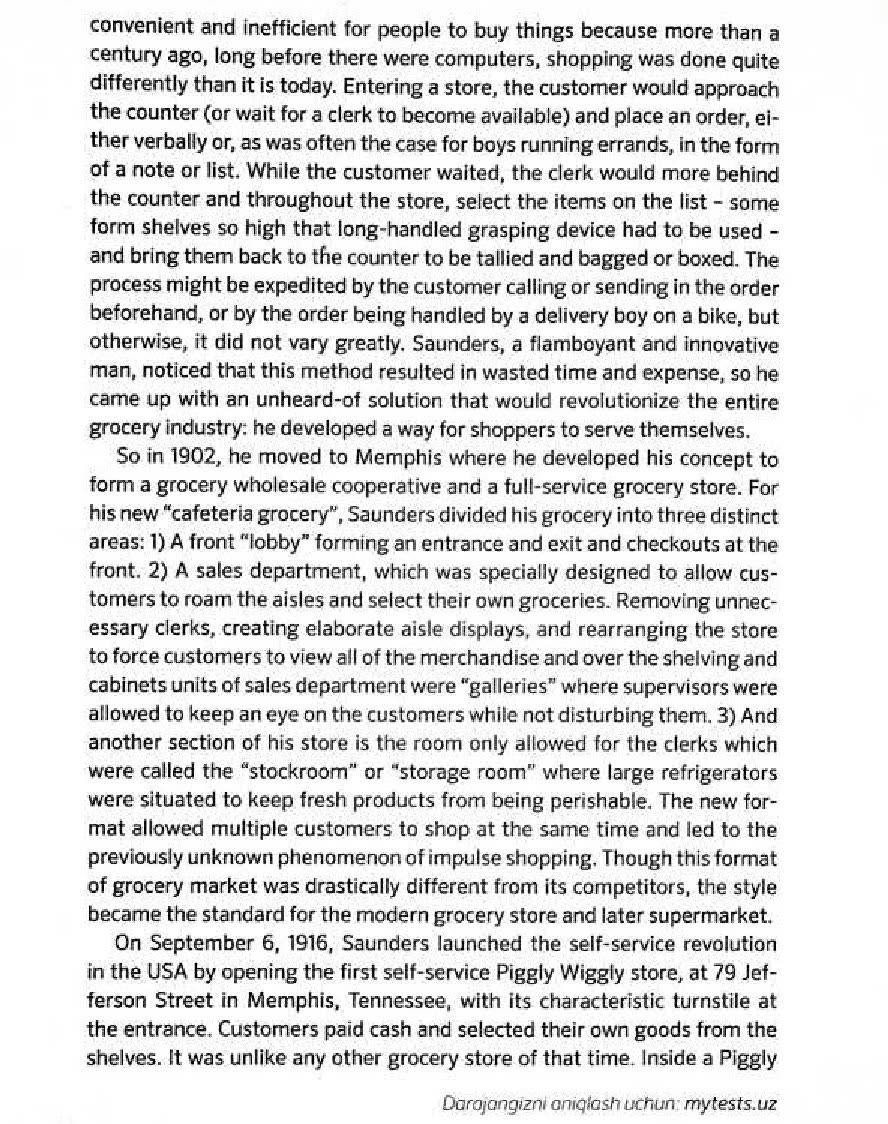 convenient and inefficient for people to buy things because more than a
century ago, long before there were computers, shopping was done quite
differently than it is today. Entering a store, the customer would approach
the counter (or wait for a clerk to become available) and place an order, ei-
ther verbally or, as was often the case for boys running errands, in the form
of a note or list. While the customer waited, the clerk would more behind
the counter and throughout the store, select the items on the list – some
form shelves so high that long-handled grasping device had to be used –
and bring them back to the counter to be tallied and bagged or boxed. The
process might be expedited by the customer calling or sending in the order
beforehand, or by the order being handled by a delivery boy on a bike, but
otherwise, it did not vary greatly. Saunders, a flamboyant and innovative
man, noticed that this method resulted in wasted time and expense, so he
came up with an unheard-of solution that would revolutionize the entire
grocery industry: he developed a way for shoppers to serve themselves.
So in 1902, he moved to Memphis where he developed his concept to
form a grocery wholesale cooperative and a full-service grocery store. For
his new “cafeteria grocery”, Saunders divided his grocery into three distinct
areas: 1) A front “lobby” forming an entrance and exit and checkouts at the
front. 2) A sales department, which was specially designed to allow cus-
tomers to roam the aisles and select their own groceries. Removing unnec-
essary clerks, creating elaborate aisle displays, and rearranging the store
to force customers to view all of the merchandise and over the shelving and
cabinets units of sales department were “galleries” where supervisors were
allowed to keep an eye on the customers while not disturbing them. 3) And
another section of his store is the room only allowed for the clerks which
were called the “stockroom” or “storage room” where large refrigerators
were situated to keep fresh products from being perishable. The new for-
mat allowed multiple customers to shop at the same time and led to the
previously unknown phenomenon of impulse shopping. Though this format
of grocery market was drastically different from its competitors, the style
became the standard for the modern grocery store and later supermarket.
On September 6, 1916, Saunders launched the self-service revolution
in the USA by opening the first self-service Piggly Wiggly store, at 79 Jef-
ferson Street in Memphis, Tennessee, with its characteristic turnstile at
the entrance. Customers paid cash and selected their own goods from the
shelves. It was unlike any other grocery store of that time. Inside a Piggly
Darajangizni aniqlash uchun: mytests.uz